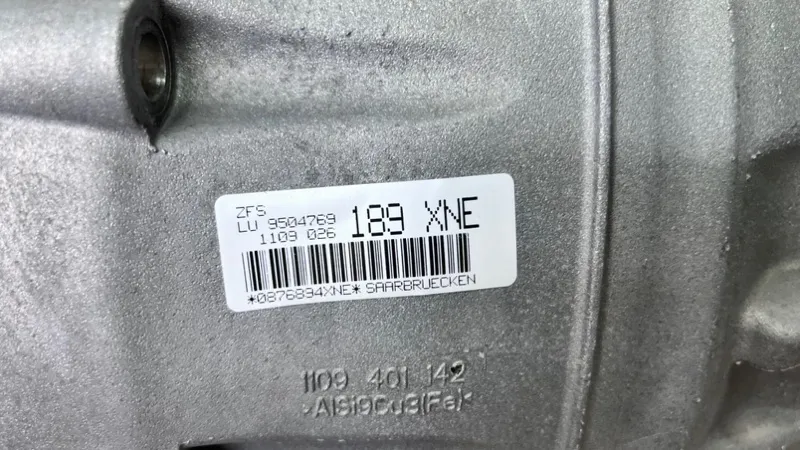 ZFS
LU 9504769
1109 026
189 XNE
*0876894XNE* SAARBRUECKEN
1109 401 142
>AlSi9Cu3(Fe)<